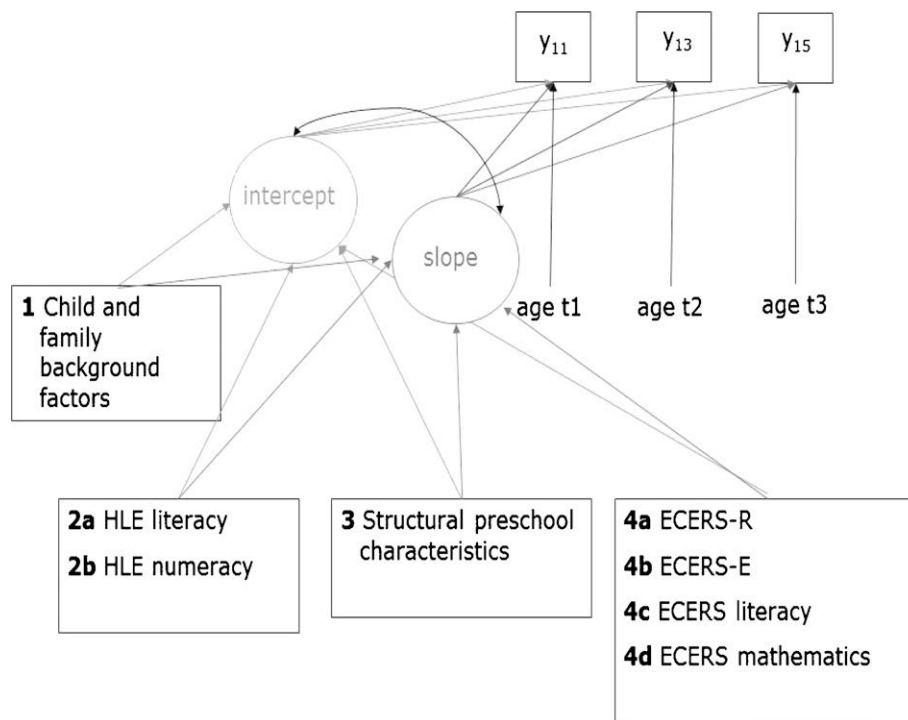 y₁₁
y₁₃
y₁₅
intercept
slope
age t1
age t2
age t3
1 Child and
family
background
factors
2a HLE literacy
2b HLE numeracy
3 Structural preschool
characteristics
4a ECERS-R
4b ECERS-E
4c ECERS literacy
4d ECERS mathematics